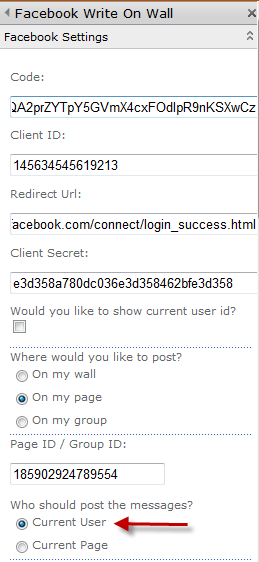 Facebook Write On Wall
Facebook Settings
Code:
QA2prZYTpY5GVmX4cxFOdlpR9nKSXwCz
Client ID:
145634545619213
Redirect Url:
facebook.com/connect/login_success.html
Client Secret:
e3d358a780dc036e3d358462bfe3d358
Would you like to show current user id?
Where would you like to post?
On my wall
On my page
On my group
Page ID / Group ID:
185902924789554
Who should post the messages?
Current User
Current Page